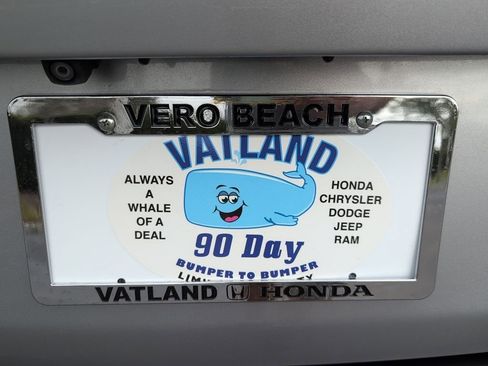 VERO BEACH
VATLAND
ALWAYS
A
WHALE
OF A
DEAL
HONDA
CHRYSLER
DODGE
JEEP
RAM
90 Day
BUMPER TO BUMPER
VATLAND HONDA